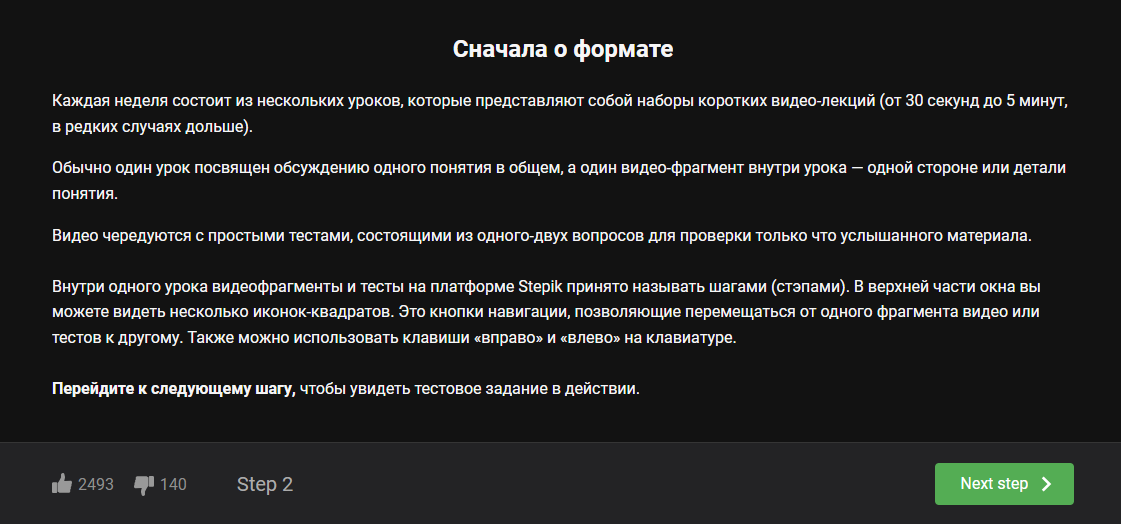 Сначала о формате
Каждая неделя состоит из нескольких уроков, которые представляют собой наборы коротких видео-лекций (от 30 секунд до 5 минут,
в редких случаях дольше).
Обычно один урок посвящен обсуждению одного понятия в общем, а один видео-фрагмент внутри урока — одной стороне или детали
понятия.
Видео чередуются с простыми тестами, состоящими из одного-двух вопросов для проверки только что услышанного материала.
Внутри одного урока видеофрагменты и тесты на платформе Stepik принято называть шагами (стэпами). В верхней части окна вы
можете видеть несколько иконок-квадратов. Это кнопки навигации, позволяющие перемещаться от одного фрагмента видео или
тестов к другому. Также можно использовать клавиши «вправо» и «влево» на клавиатуре.
Перейдите к следующему шагу, чтобы увидеть тестовое задание в действии.
2493 140 Step 2 Next step